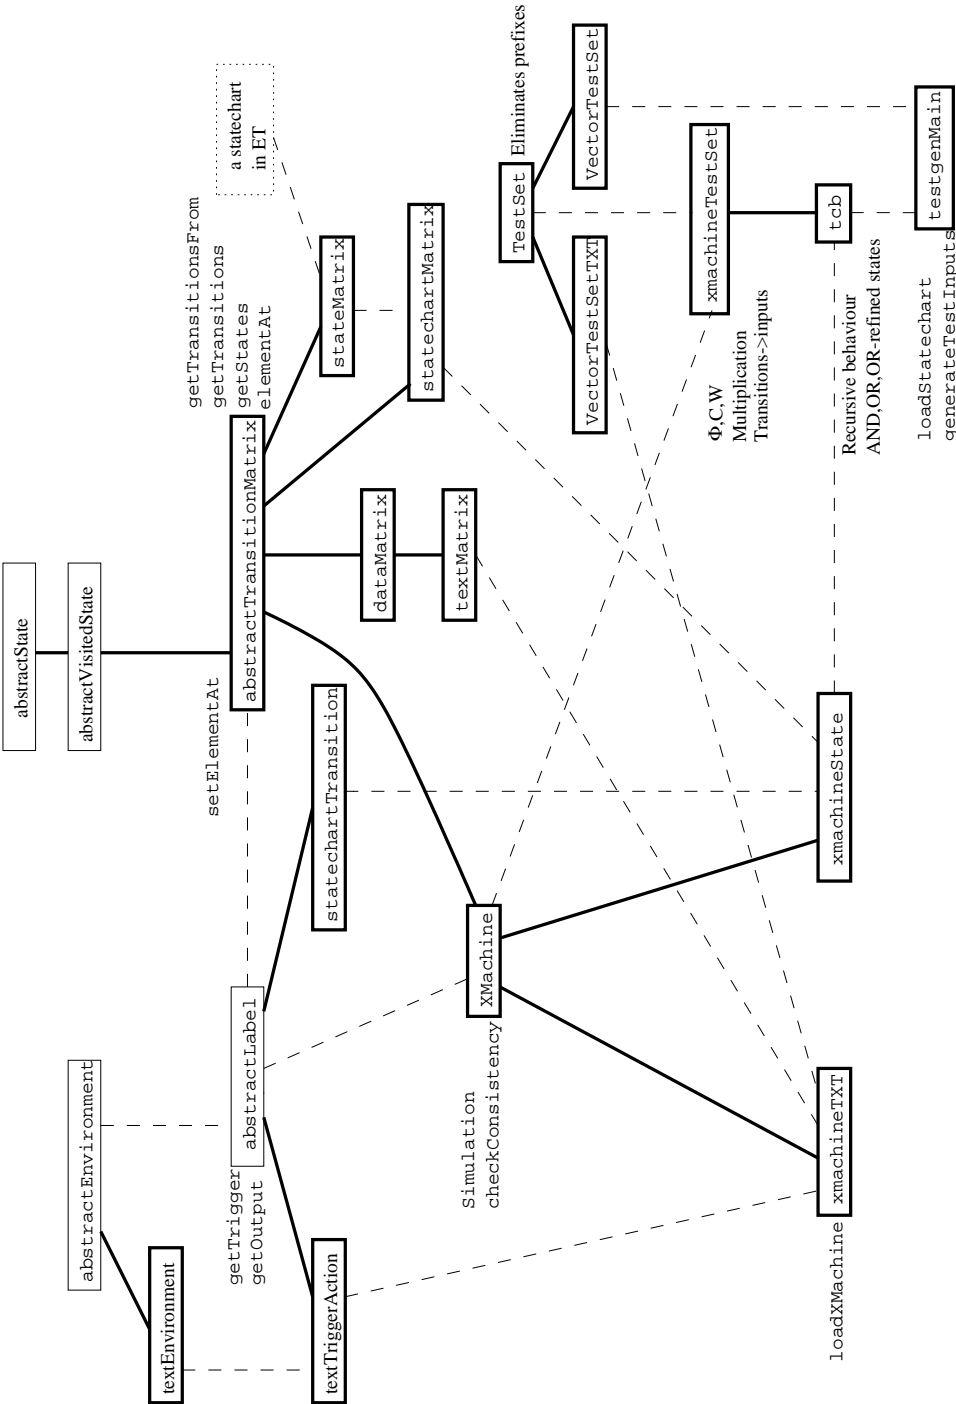 abstractState
abstractVisitedState
abstractEnvironment
textEnvironment
getTrigger
getOutput
abstractLabel
setElementAt
abstractTransitionMatrix
getTransitionsFrom
getTransitions
getStates
elementAt
a statechart
in ET
textTriggerAction
statechartTransition
stateMatrix
dataMatrix
statechartMatrix
textMatrix
Simulation
checkConsistency
XMachine
TestSet
Eliminates prefixes
VectorTestSetTXT
VectorTestSet
Φ,C,W
Multiplication
Transitions->inputs
xmachineTestSet
loadXMachine
xmachineTXT
xmachineState
Recursive behaviour
AND,OR,OR-refined states
tcb
loadStatechart
generateTestInputs
testgenMain